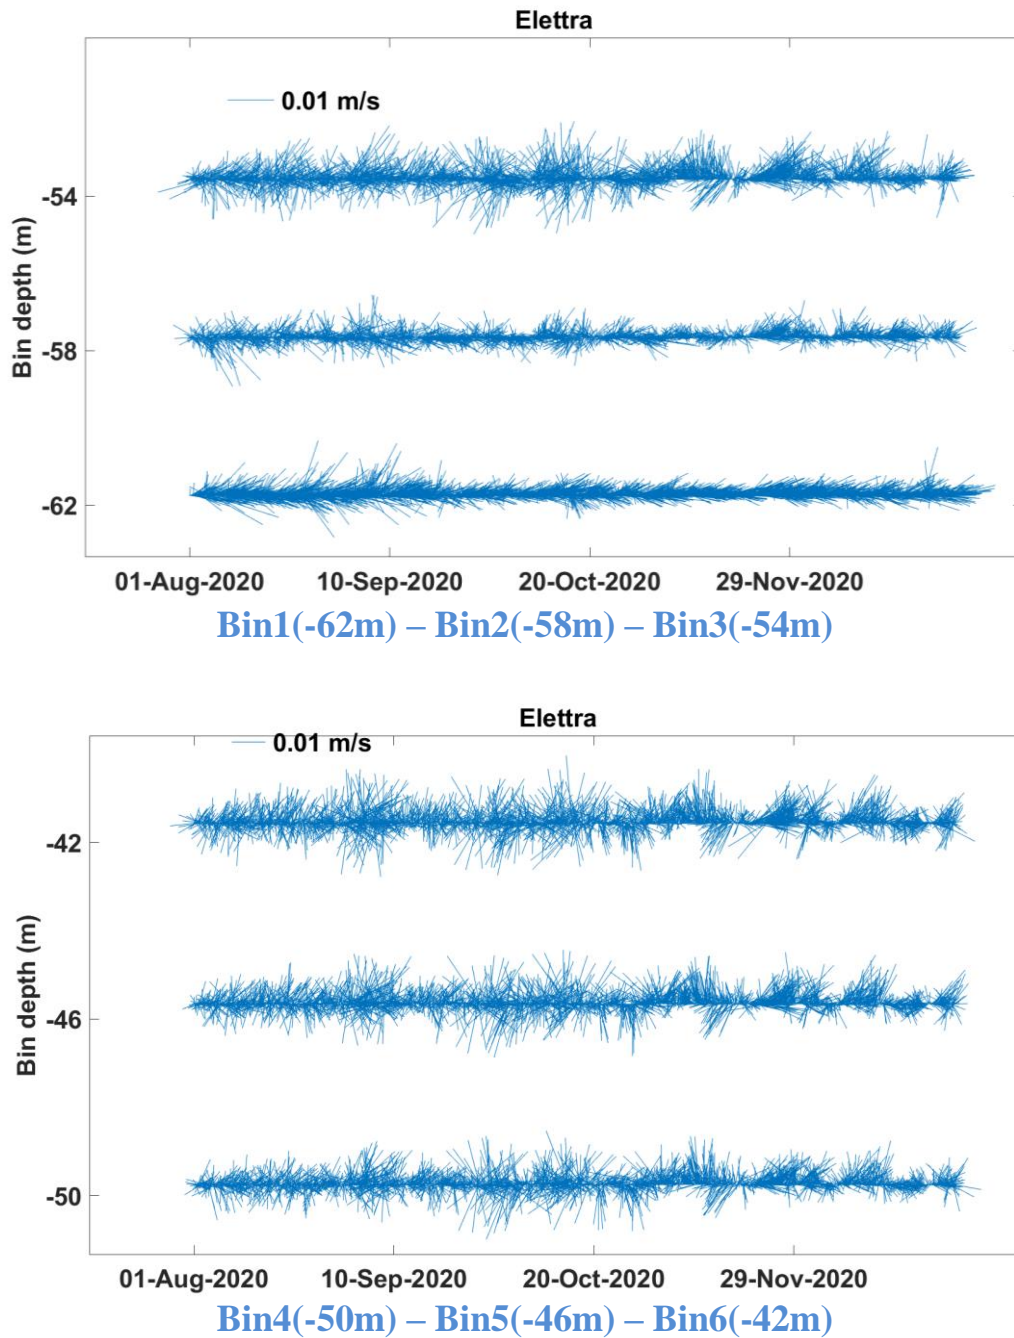 Elettra
0.01 m/s
-54
-58
-62
Bin depth (m)
01-Aug-2020 10-Sep-2020 20-Oct-2020 29-Nov-2020
Bin1(-62m) – Bin2(-58m) – Bin3(-54m)
Elettra
0.01 m/s
-42
-46
-50
Bin depth (m)
01-Aug-2020 10-Sep-2020 20-Oct-2020 29-Nov-2020
Bin4(-50m) – Bin5(-46m) – Bin6(-42m)